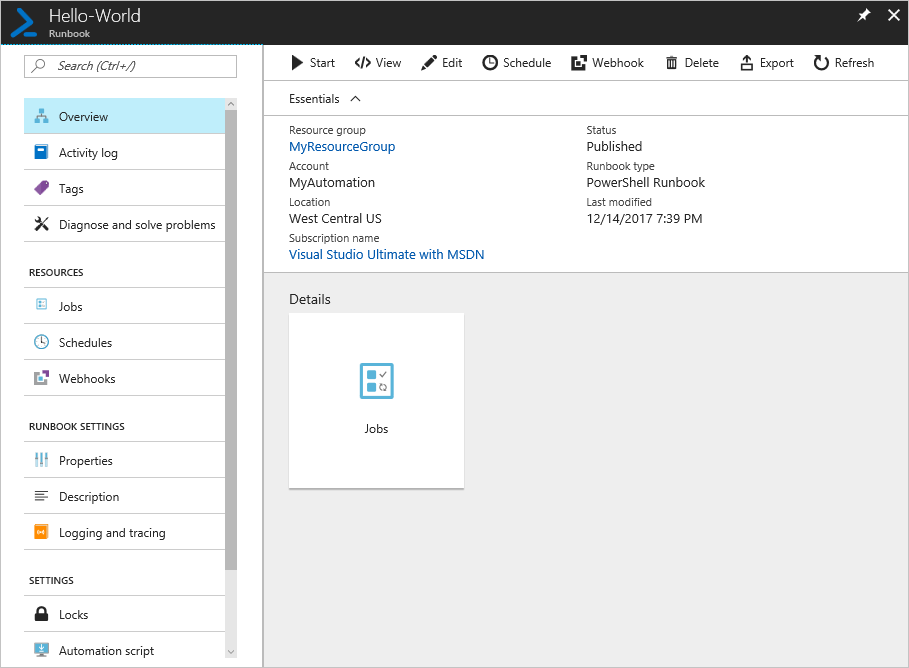 Hello-World
Runbook
Search (Ctrl+/)
Overview
Activity log
Tags
Diagnose and solve problems
RESOURCES
Jobs
Schedules
Webhooks
RUNBOOK SETTINGS
Properties
Description
Logging and tracing
SETTINGS
Locks
Automation script
Start View Edit Schedule Webhook Delete Export Refresh
Essentials
Resource group
MyResourceGroup
Account
MyAutomation
Location
West Central US
Subscription name
Visual Studio Ultimate with MSDN
Status
Published
Runbook type
PowerShell Runbook
Last modified
12/14/2017 7:39 PM
Details
Jobs